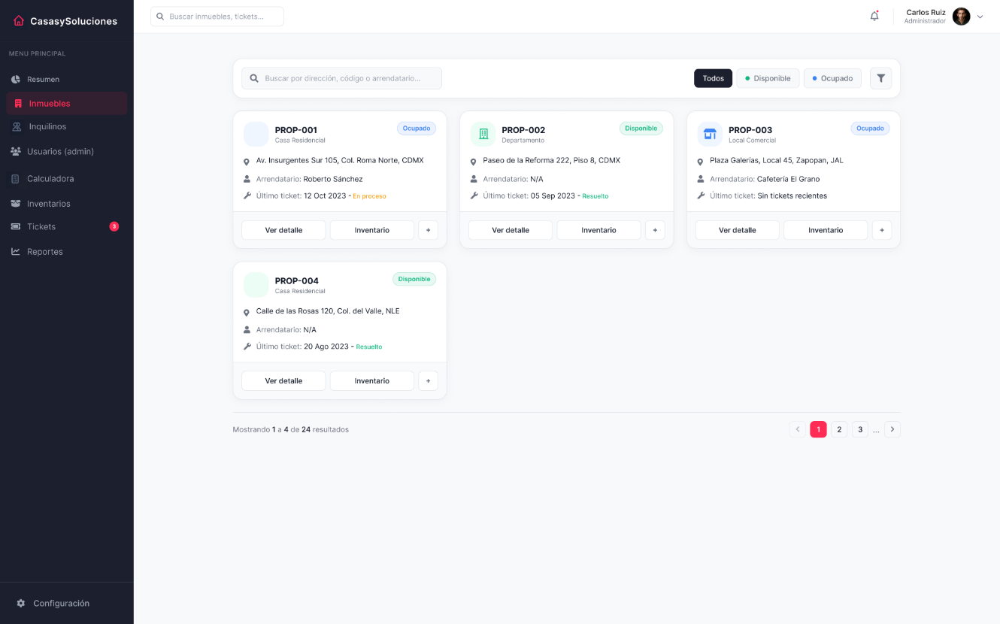 CasasySoluciones
Buscar inmuebles, tickets...
Carlos Ruiz
Administrador
MENU PRINCIPAL
Resumen
Inmuebles
Inquilinos
Usuarios (admin)
Calculadora
Inventarios
Tickets 3
Reportes
Configuración
Buscar por dirección, código o arrendatario...
Todos
Disponible
Ocupado
PROP-001
Ocupado
Casa Residencial
Av. Insurgentes Sur 105, Col. Roma Norte, CDMX
Arrendatario: Roberto Sánchez
Último ticket: 12 Oct 2023 - En proceso
Ver detalle
Inventario
+
PROP-002
Disponible
Departamento
Paseo de la Reforma 222, Piso 8, CDMX
Arrendatario: N/A
Último ticket: 05 Sep 2023 - Resuelto
Ver detalle
Inventario
+
PROP-003
Ocupado
Local Comercial
Plaza Galerías, Local 45, Zapopan, JAL
Arrendatario: Cafetería El Grano
Último ticket: Sin tickets recientes
Ver detalle
Inventario
+
PROP-004
Disponible
Casa Residencial
Calle de las Rosas 120, Col. del Valle, NLE
Arrendatario: N/A
Último ticket: 20 Ago 2023 - Resuelto
Ver detalle
Inventario
+
Mostrando 1 a 4 de 24 resultados
1 2 3 ...